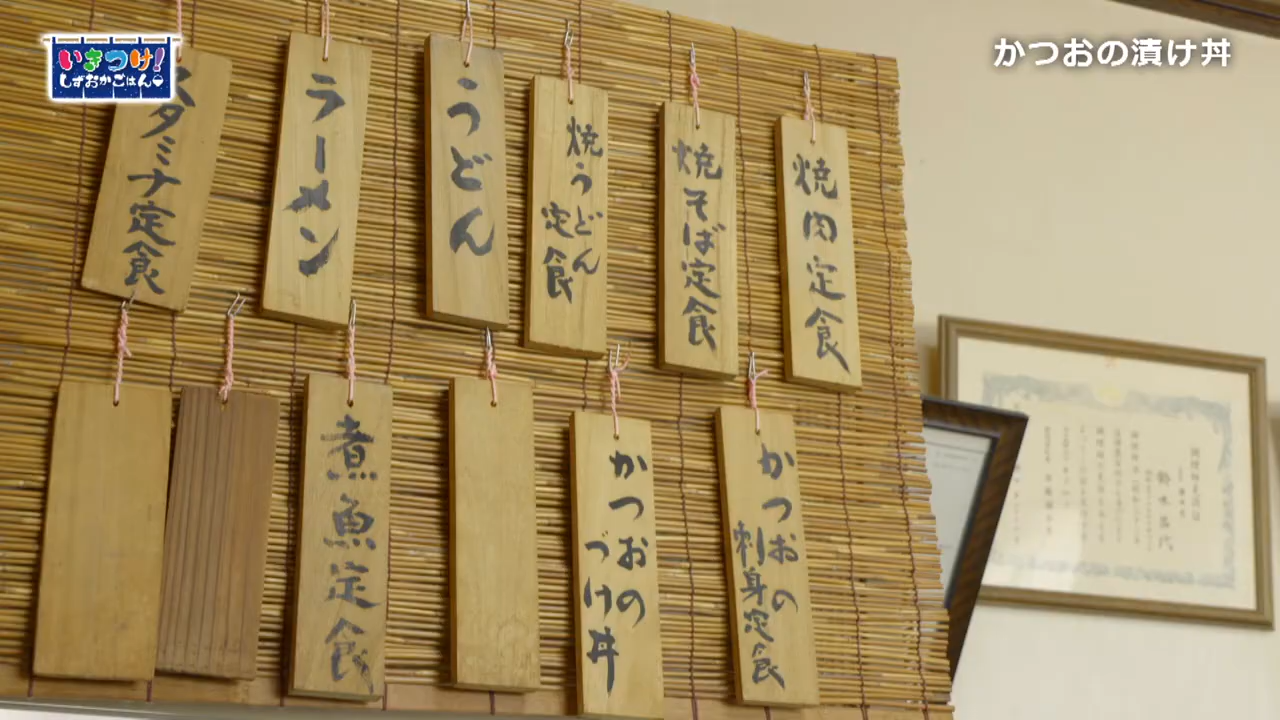 いきつけ!
しずおかごはん
かつおの漬け丼
スタミナ定食
ラーメン
うどん
焼うどん
定食
焼そば定食
焼肉定食
煮魚定食
かつおの
づけ丼
かつおの
刺身定食